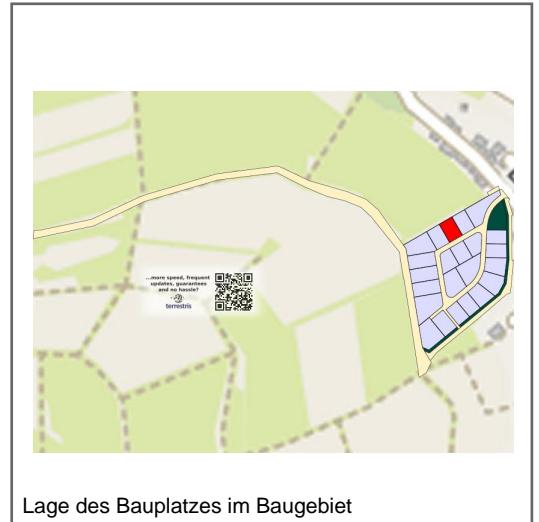 ...more speed, frequent
updates, guarantees
and no hassle?
terrestris
Lage des Bauplatzes im Baugebiet